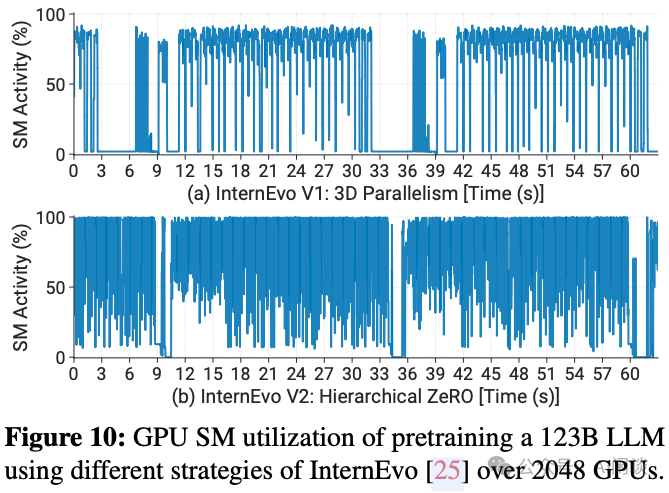 100
50
0
SM Activity (%)
0 3 6 9 12 15 18 21 24 27 30 33 36 39 42 45 48 51 54 57 60
(a) InternEvo V1: 3D Parallelism [Time (s)]
100
50
0
SM Activity (%)
0 3 6 9 12 15 18 21 24 27 30 33 36 39 42 45 48 51 54 57 60
(b) InternEvo V2: Hierarchical ZeRO [Time (s)]
Figure 10: GPU SM utilization of pretraining a 123B LLM
using different strategies of InternEvo [25] over 2048 GPUs.